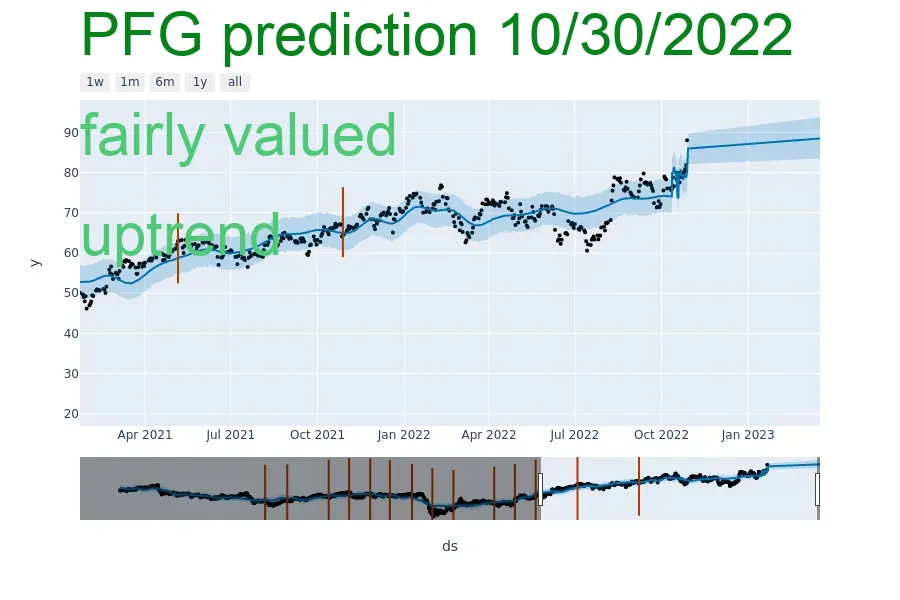 PFG prediction 10/30/2022
1w 1m 6m 1y all
fairly valued
uptrend
90
80
70
60
50
40
30
20
y
Apr 2021 Jul 2021 Oct 2021 Jan 2022 Apr 2022 Jul 2022 Oct 2022 Jan 2023
ds